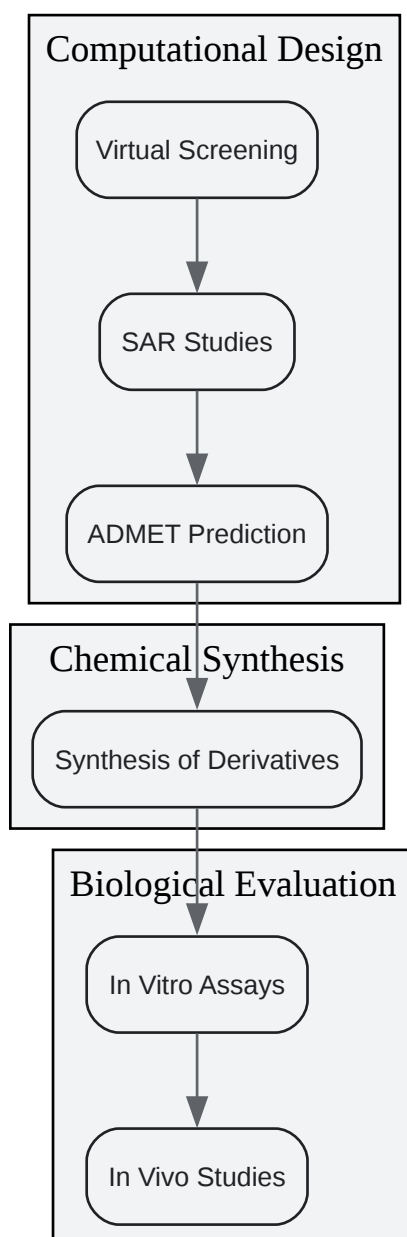 Computational Design
Virtual Screening
SAR Studies
ADMET Prediction
Chemical Synthesis
Synthesis of Derivatives
Biological Evaluation
In Vitro Assays
In Vivo Studies